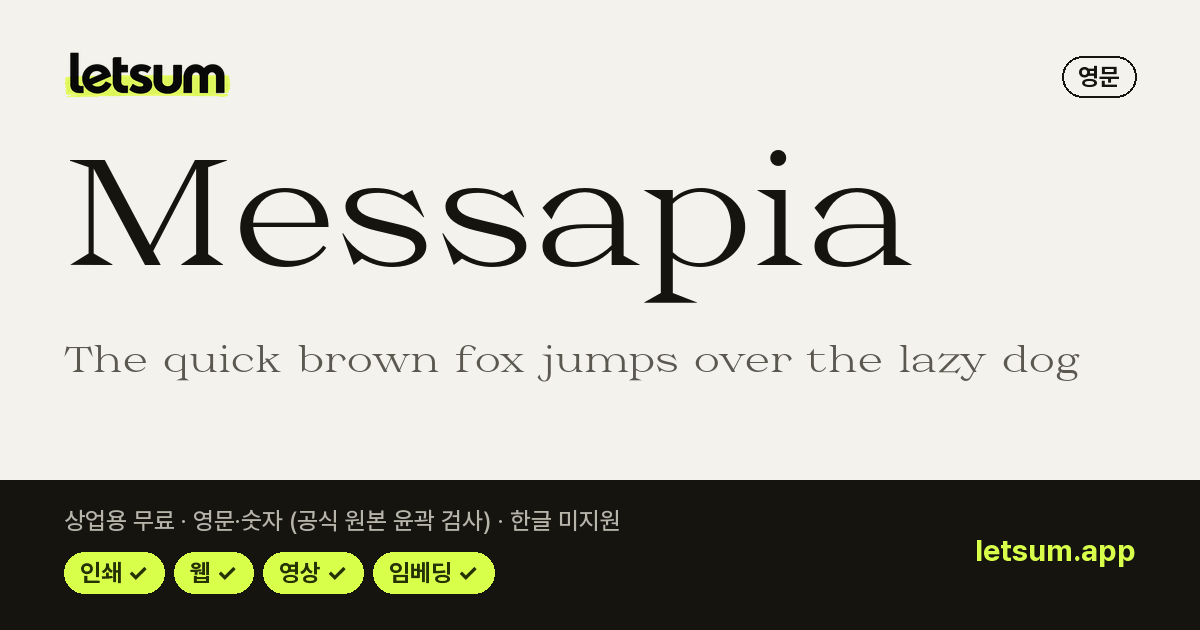 letsum
영문
Messapia
The quick brown fox jumps over the lazy dog
상업용 무료 · 영문·숫자 (공식 원본 윤곽 검사) · 한글 미지원
인쇄 ✓ 웹 ✓ 영상 ✓ 임베딩 ✓
letsum.app